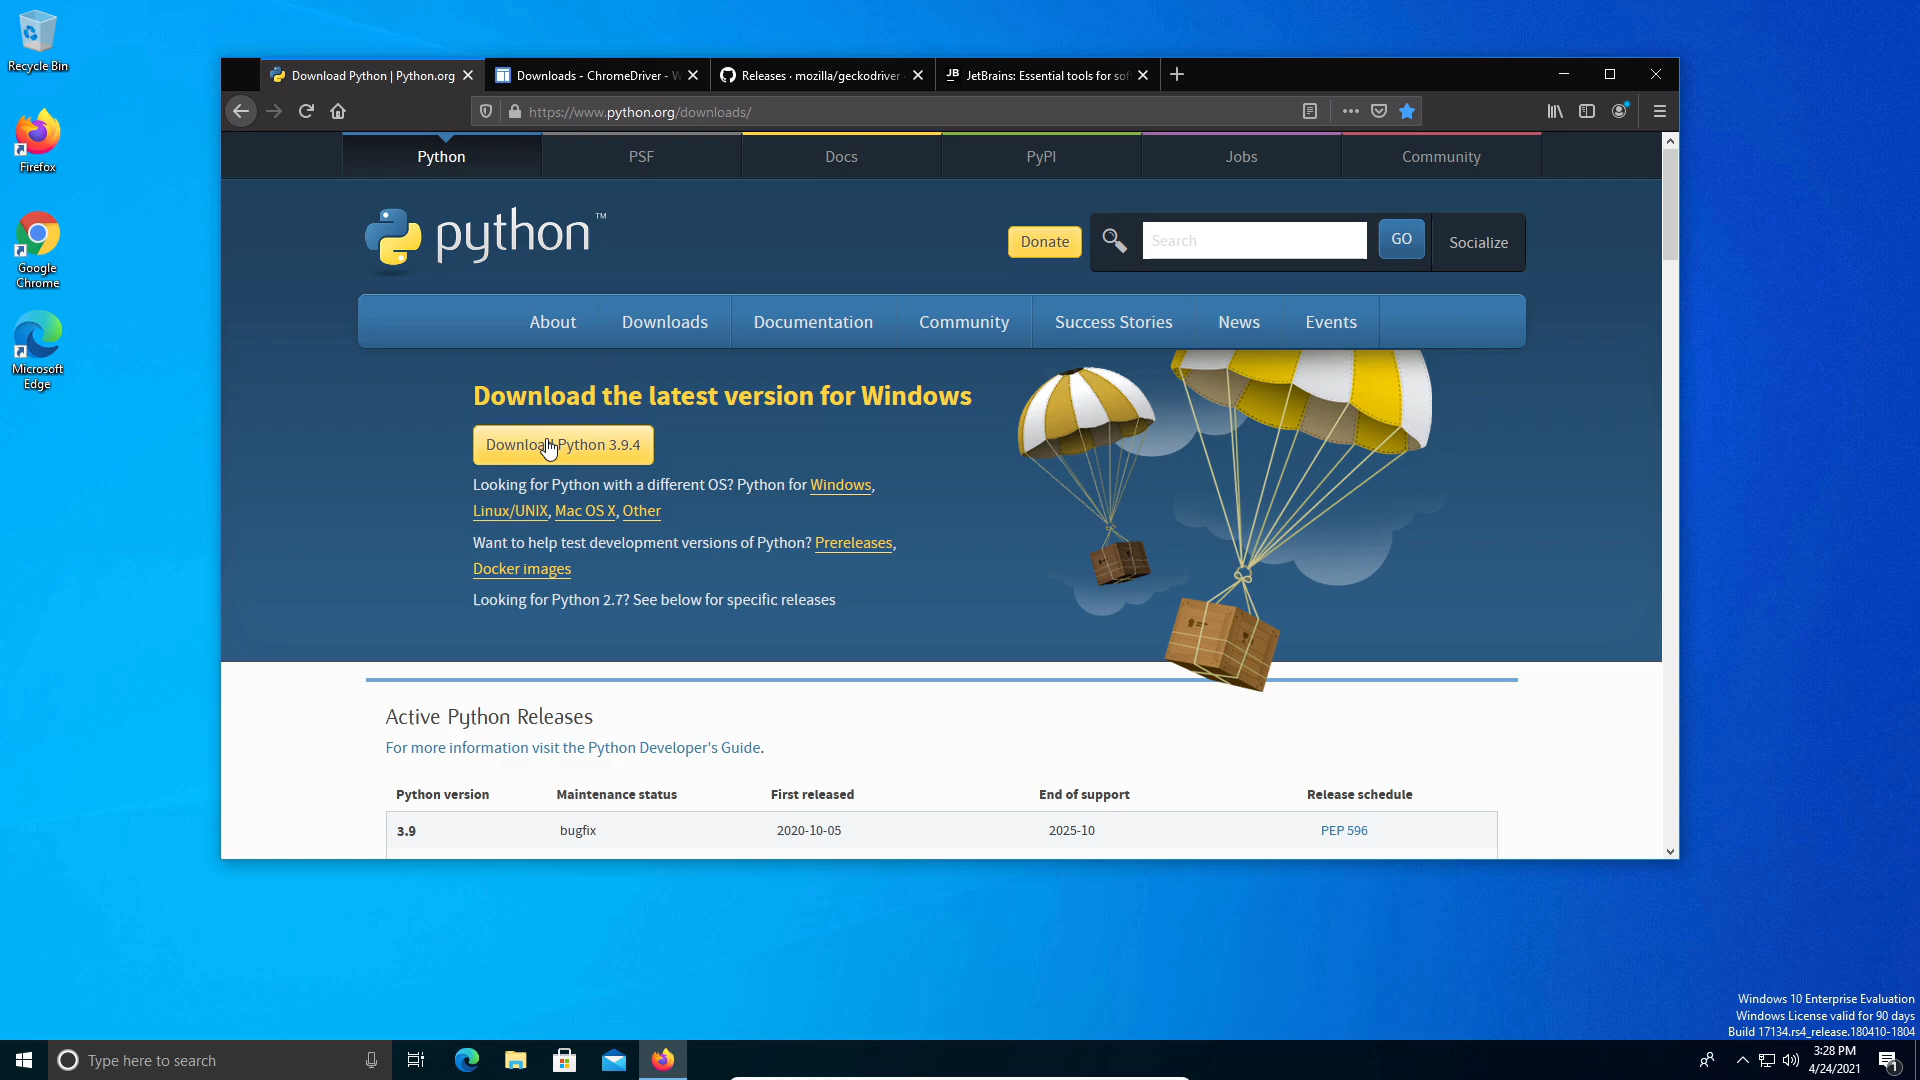 Recycle Bin
Firefox
Google
Chrome
Microsoft
Edge
Download Python | Python.org
Downloads - ChromeDriver - W
Releases · mozilla/geckodriver
JB JetBrains: Essential tools for sof
https://www.python.org/downloads/
Python
PSF
Docs
PyPI
Jobs
Community
python™
Donate
Search
GO
Socialize
About
Downloads
Documentation
Community
Success Stories
News
Events
Download the latest version for Windows
Download Python 3.9.4
Looking for Python with a different OS? Python for Windows,
Linux/UNIX, Mac OS X, Other
Want to help test development versions of Python? Prereleases,
Docker images
Looking for Python 2.7? See below for specific releases
Active Python Releases
For more information visit the Python Developer's Guide.
Python version Maintenance status First released End of support Release schedule
3.9 bugfix 2020-10-05 2025-10 PEP 596
Windows 10 Enterprise Evaluation
Windows License valid for 90 days
Build 17134.rs4_release.180410-1804
Type here to search
3:28 PM
4/24/2021
1